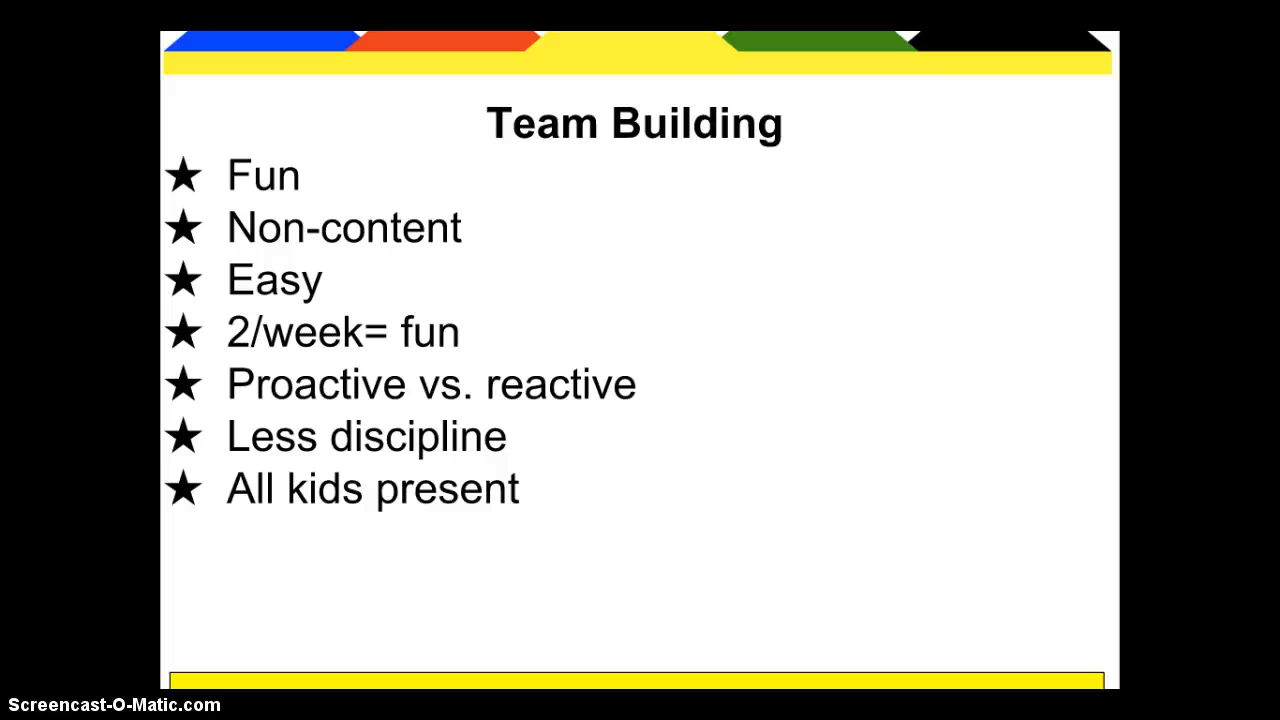 Team Building
★ Fun
★ Non-content
★ Easy
★ 2/week= fun
★ Proactive vs. reactive
★ Less discipline
★ All kids present
Screencast-O-Matic.com